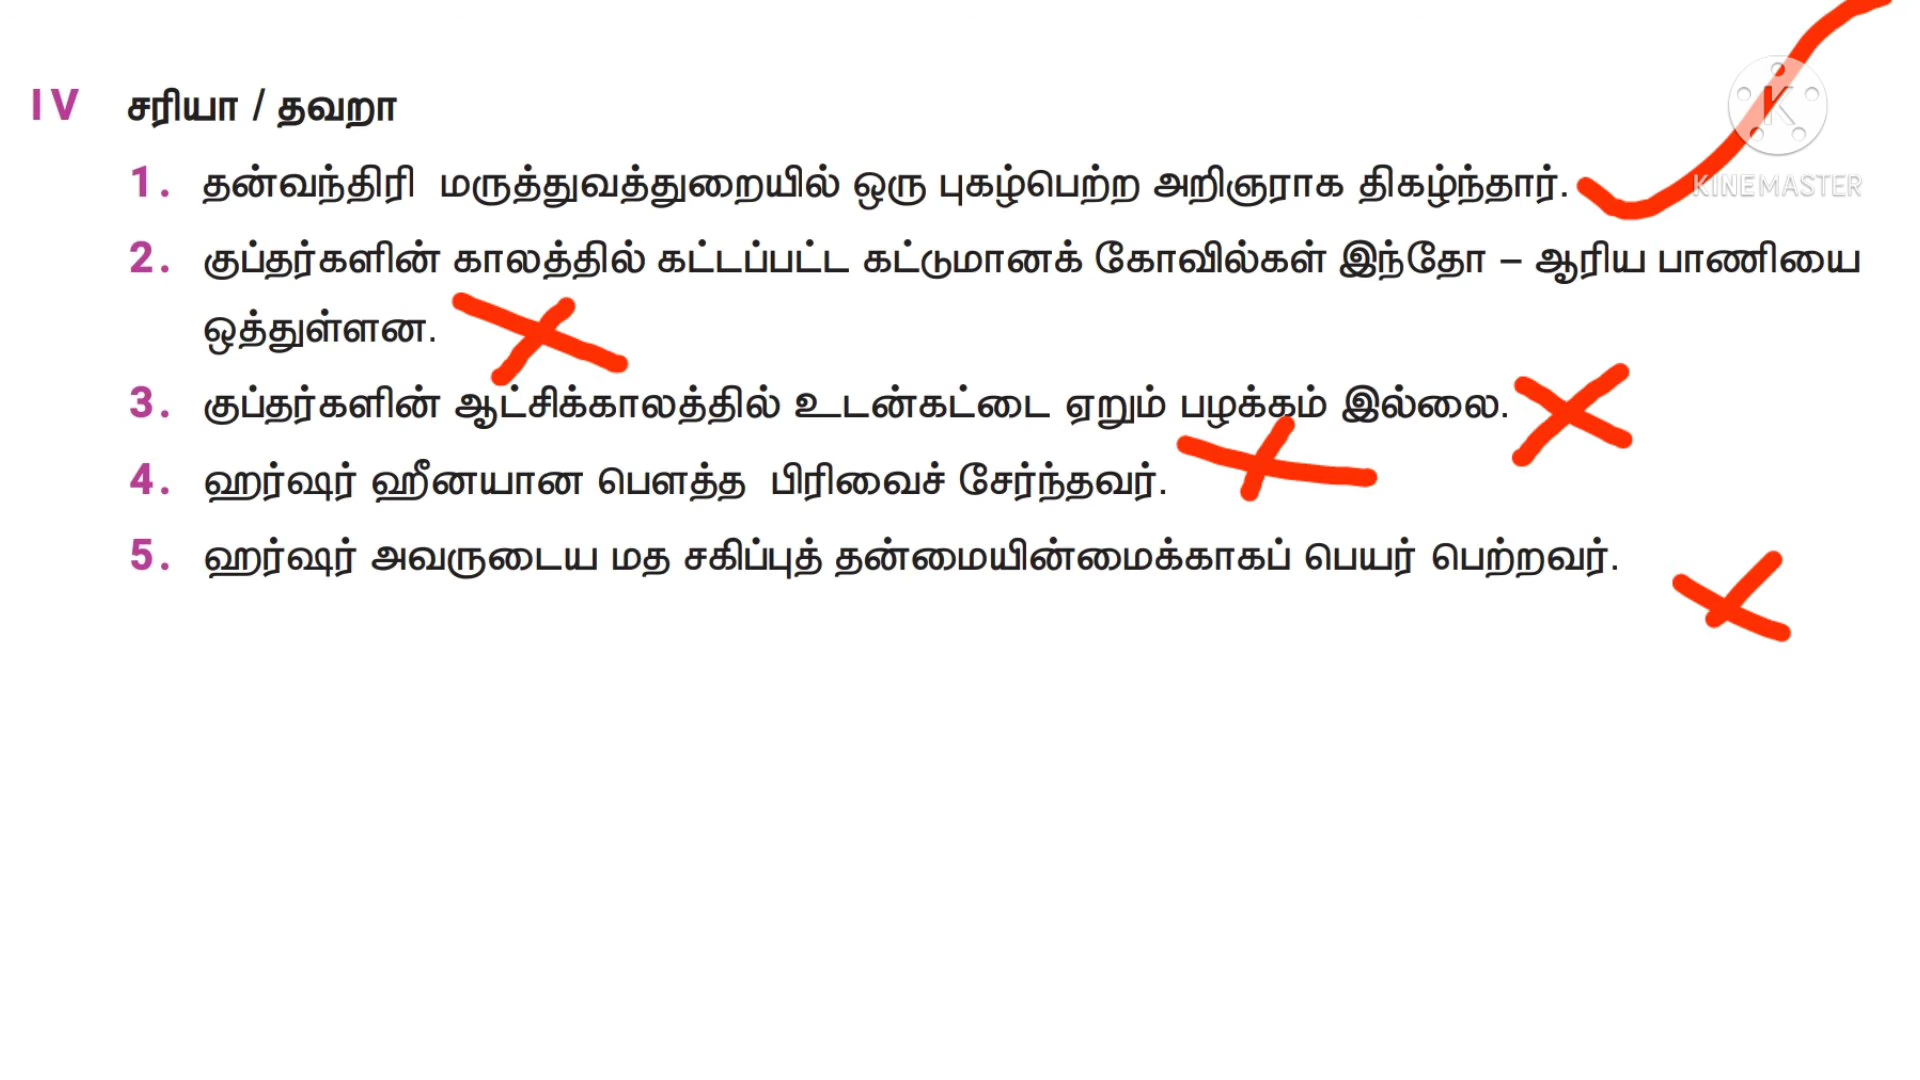 IV சரியா / தவறா
1. தன்வந்திரி மருத்துவத்துறையில் ஒரு புகழ்பெற்ற அறிஞராக திகழ்ந்தார்.
KINEMASTER
2. குப்தர்களின் காலத்தில் கட்டப்பட்ட கட்டுமானக் கோவில்கள் இந்தோ – ஆரிய பாணியை
ஒத்துள்ளன.
3. குப்தர்களின் ஆட்சிக்காலத்தில் உடன்கட்டை ஏறும் பழக்கம் இல்லை.
4. ஹர்ஷர் ஹீனயான பௌத்த பிரிவைச் சேர்ந்தவர்.
5. ஹர்ஷர் அவருடைய மத சகிப்புத் தன்மையின்மைக்காகப் பெயர் பெற்றவர்.